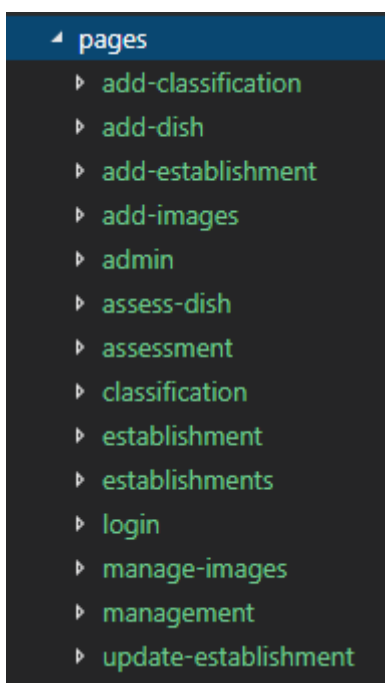 pages
add-classification
add-dish
add-establishment
add-images
admin
assess-dish
assessment
classification
establishment
establishments
login
manage-images
management
update-establishment